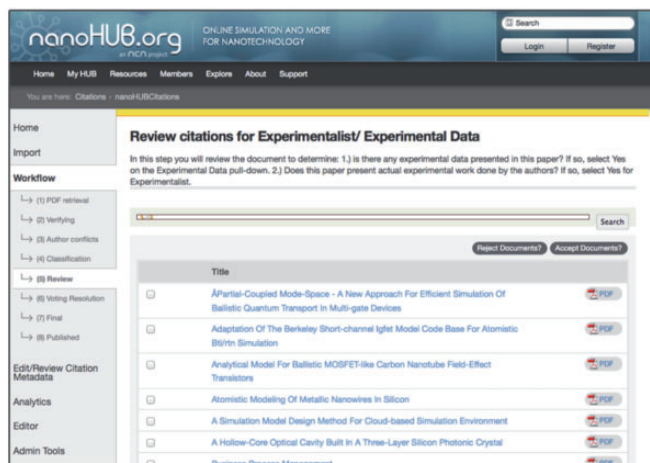 nanoHUB.org
an NCN project
ONLINE SIMULATION AND MORE
FOR NANOTECHNOLOGY
Search
Login Register
Home My HUB Resources Members Explore About Support
You are here: Citations › nanoHUBCitations
Home
Import
Workflow
(1) PDF retrieval
(2) Verifying
(3) Author conflicts
(4) Classification
(5) Review
(6) Voting Resolution
(7) Final
(8) Published
Edit/Review Citation
Metadata
Analytics
Editor
Admin Tools
Review citations for Experimentalist/ Experimental Data
In this step you will review the document to determine: 1.) is there any experimental data presented in this paper? If so, select Yes
on the Experimental Data pull-down. 2.) Does this paper present actual experimental work done by the authors? If so, select Yes for
Experimentalist.
Search
Reject Documents? Accept Documents?
Title
ÂPartial-Coupled Mode-Space - A New Approach For Efficient Simulation Of
Ballistic Quantum Transport In Multi-gate Devices
PDF
Adaptation Of The Berkeley Short-channel Igfet Model Code Base For Atomistic
Bti/rtn Simulation
PDF
Analytical Model For Ballistic MOSFET-like Carbon Nanotube Field-Effect
Transistors
PDF
Atomistic Modeling Of Metallic Nanowires In Silicon
PDF
A Simulation Model Design Method For Cloud-based Simulation Environment
PDF
A Hollow-Core Optical Cavity Built In A Three-Layer Silicon Photonic Crystal
PDF
Business Process Management